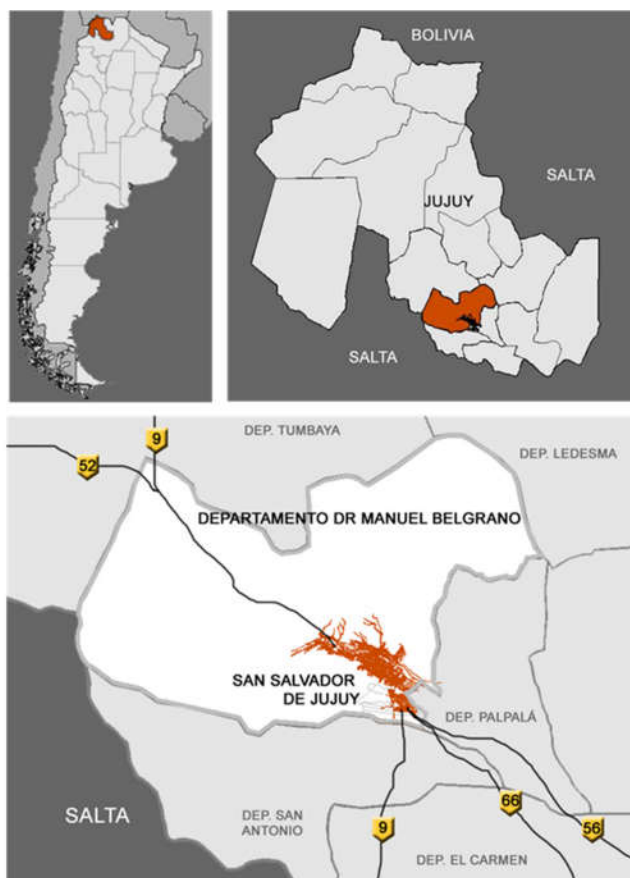 BOLIVIA
SALTA
JUJUY
SALTA
9
DEP. TUMBAYA
DEP. LEDESMA
52
DEPARTAMENTO DR MANUEL BELGRANO
SAN SALVADOR
DE JUJUY
DEP. PALPALÁ
SALTA
DEP. SAN
ANTONIO
9
66
56
DEP. EL CARMEN